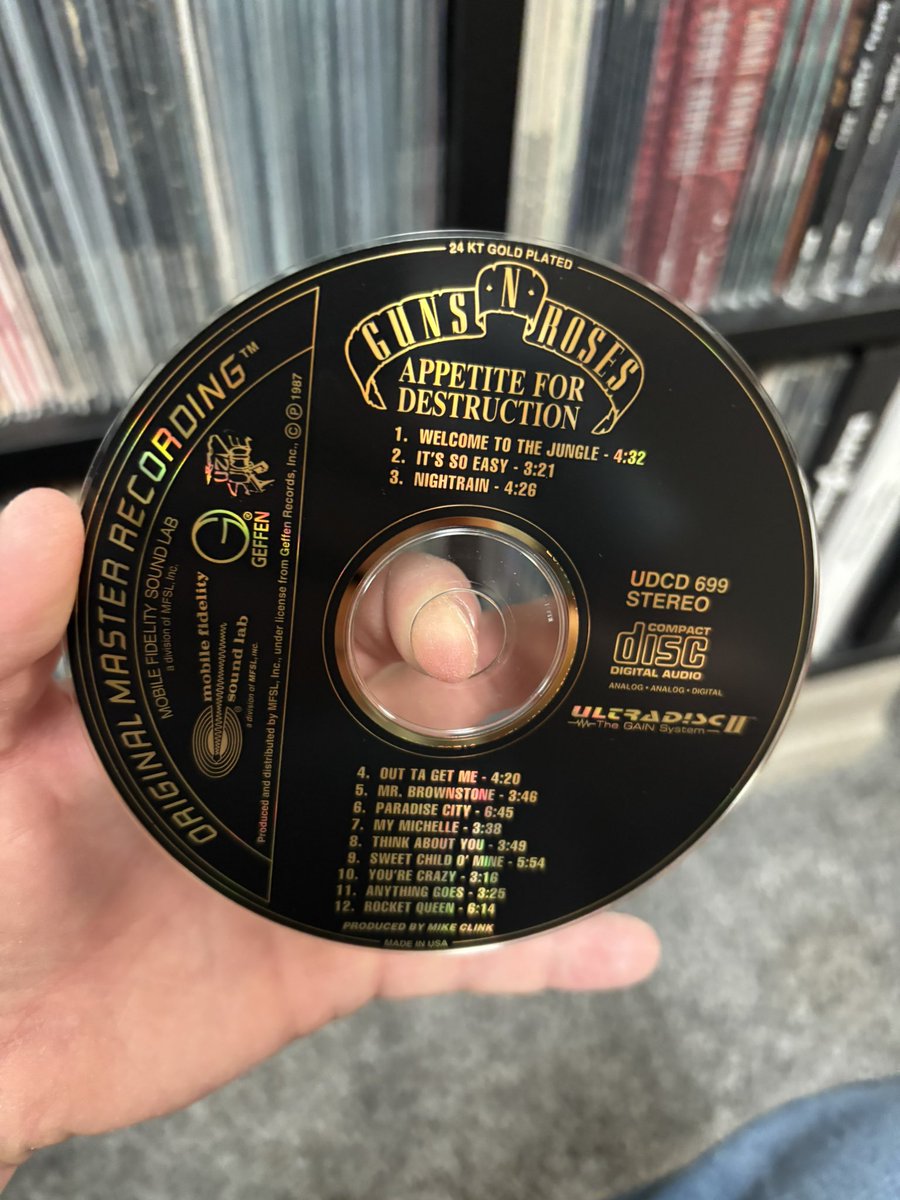 24 KT GOLD PLATED
GUNS N ROSES
APPETITE FOR
DESTRUCTION
1. WELCOME TO THE JUNGLE - 4:32
2. IT'S SO EASY - 3:21
3. NIGHTRAIN - 4:26
ORIGINAL MASTER RECORDING™
MOBILE FIDELITY SOUND LAB
a division of MFSL, Inc.
UZI
SUICIDE
GEFFEN®
mobile fidelity
sound lab
a division of MFSL, INC.
Produced and distributed by MFSL, Inc., under license from Geffen Records, Inc., © ℗ 1987
UDCD 699
STEREO
COMPACT
disc
DIGITAL AUDIO
ANALOG • ANALOG • DIGITAL
ULTRADISC II
The GAIN System
4. OUT TA GET ME - 4:20
5. MR. BROWNSTONE - 3:46
6. PARADISE CITY - 6:45
7. MY MICHELLE - 3:38
8. THINK ABOUT YOU - 3:49
9. SWEET CHILD O' MINE - 5:54
10. YOU'RE CRAZY - 3:16
11. ANYTHING GOES - 3:25
12. ROCKET QUEEN - 6:14
PRODUCED BY MIKE CLINK
MADE IN USA